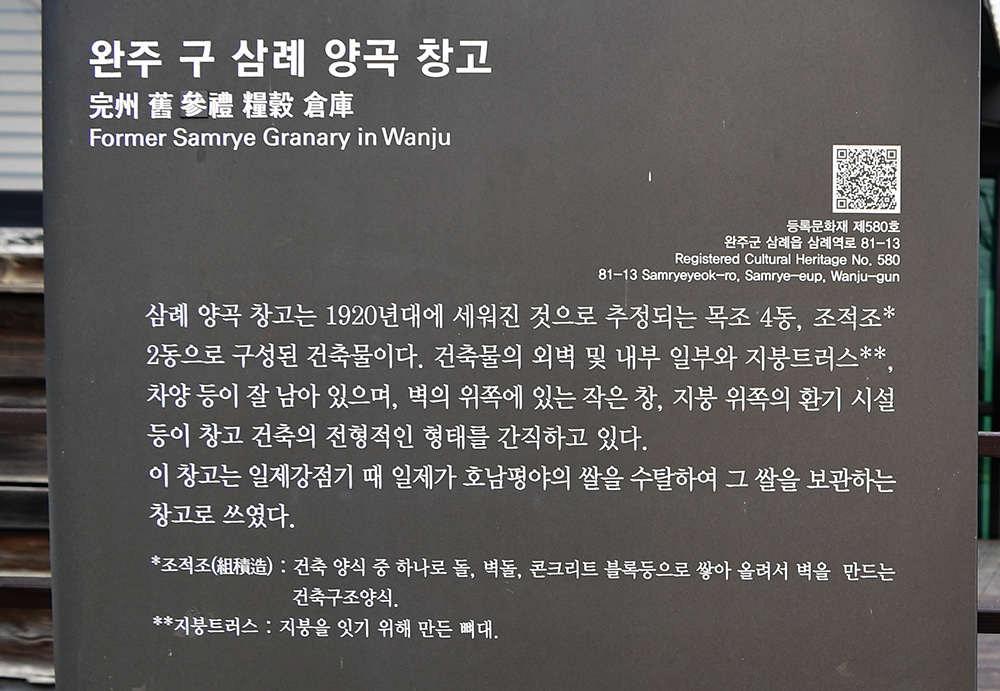 완주 구 삼례 양곡 창고
完州 舊 參禮 糧穀 倉庫
Former Samrye Granary in Wanju
등록문화재 제580호
완주군 삼례읍 삼례역로 81-13
Registered Cultural Heritage No. 580
81-13 Samryeyeok-ro, Samrye-eup, Wanju-gun
삼례 양곡 창고는 1920년대에 세워진 것으로 추정되는 목조 4동, 조적조*
2동으로 구성된 건축물이다. 건축물의 외벽 및 내부 일부와 지붕트러스**,
차양 등이 잘 남아 있으며, 벽의 위쪽에 있는 작은 창, 지붕 위쪽의 환기 시설
등이 창고 건축의 전형적인 형태를 간직하고 있다.
이 창고는 일제강점기 때 일제가 호남평야의 쌀을 수탈하여 그 쌀을 보관하는
창고로 쓰였다.
*조적조(組積造) : 건축 양식 중 하나로 돌, 벽돌, 콘크리트 블록등으로 쌓아 올려서 벽을 만드는
건축구조양식.
**지붕트러스 : 지붕을 잇기 위해 만든 뼈대.